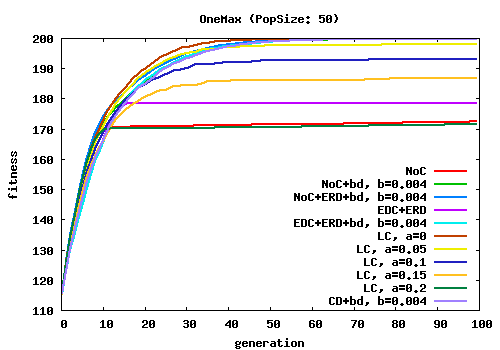 OneMax (PopSize: 50)
200
190
180
170
160
150
140
130
120
110
fitness
NoC
NoC+bd, b=0.004
NoC+ERD+bd, b=0.004
EDC+ERD
EDC+ERD+bd, b=0.004
LC, a=0
LC, a=0.05
LC, a=0.1
LC, a=0.15
LC, a=0.2
CD+bd, b=0.004
0 10 20 30 40 50 60 70 80 90 100
generation